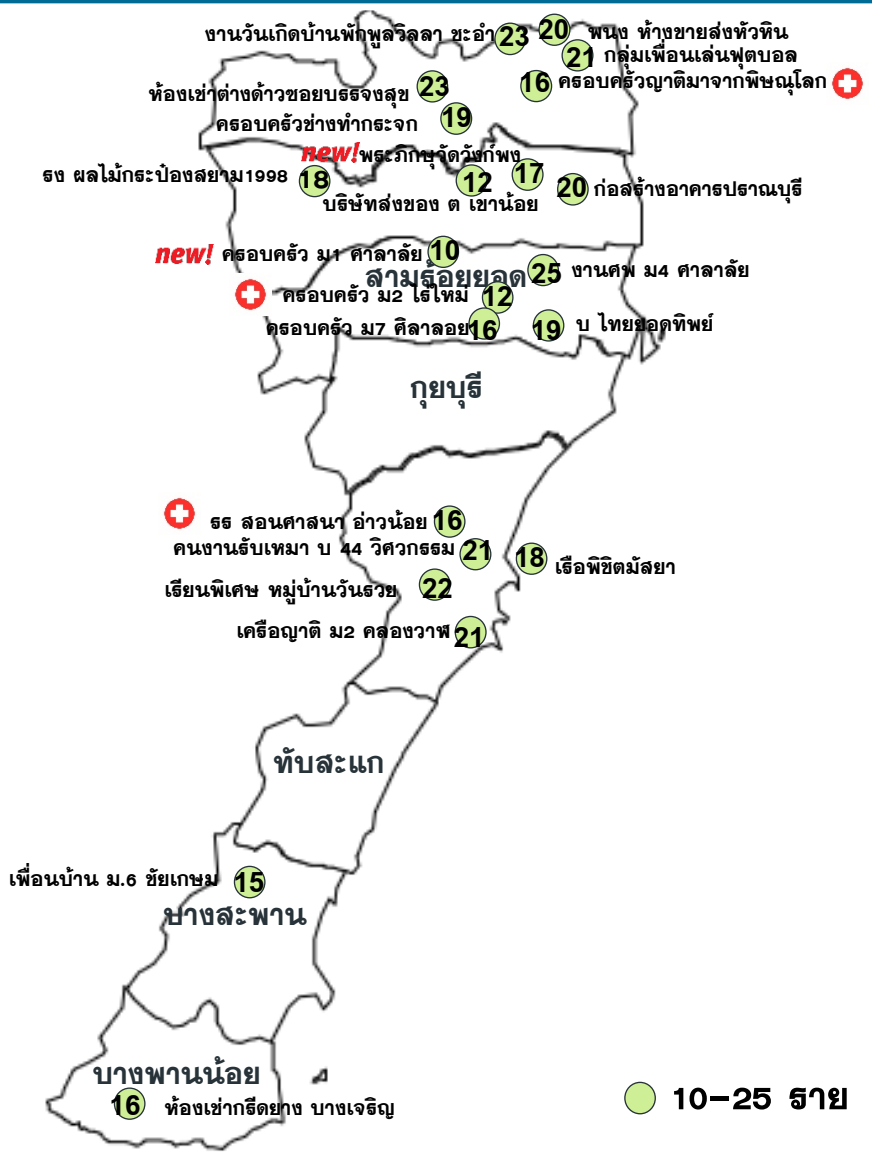 งานวันเกิดบ้านพักพูลวิลลา ชะอำ 23
20 พนง ห้างขายส่งหัวหิน
21 กลุ่มเพื่อนเล่นฟุตบอล
16 ครอบครัวญาติมาจากพิษณุโลก
ห้องเช่าต่างด้าวซอยบรรจงสุข 23
ครอบครัวช่างทำกระจก 19
new! พระภิกษุวัดวังก์พง 17
รง ผลไม้กระป๋องสยาม1998 18
บริษัทส่งของ ต เขาน้อย 12
20 ก่อสร้างอาคารปราณบุรี
new! ครอบครัว ม1 ศาลาลัย 10
สามร้อยยอด
25 งานศพ ม4 ศาลาลัย
ครอบครัว ม2 ไร่ใหม่ 12
ครอบครัว ม7 ศิลาลอย 16
19 บ ไทยยอดทิพย์
กุยบุรี
รร สอนศาสนา อ่าวน้อย 16
คนงานรับเหมา บ 44 วิศวกรรม 21
18 เรือพิชิตมัสยา
เรียนพิเศษ หมู่บ้านวันรวย 22
เครือญาติ ม2 คลองวาฬ 21
ทับสะแก
เพื่อนบ้าน ม.6 ชัยเกษม 15
บางสะพาน
บางพานน้อย
16 ห้องเช่ากรีดยาง บางเจริญ
10-25 ราย